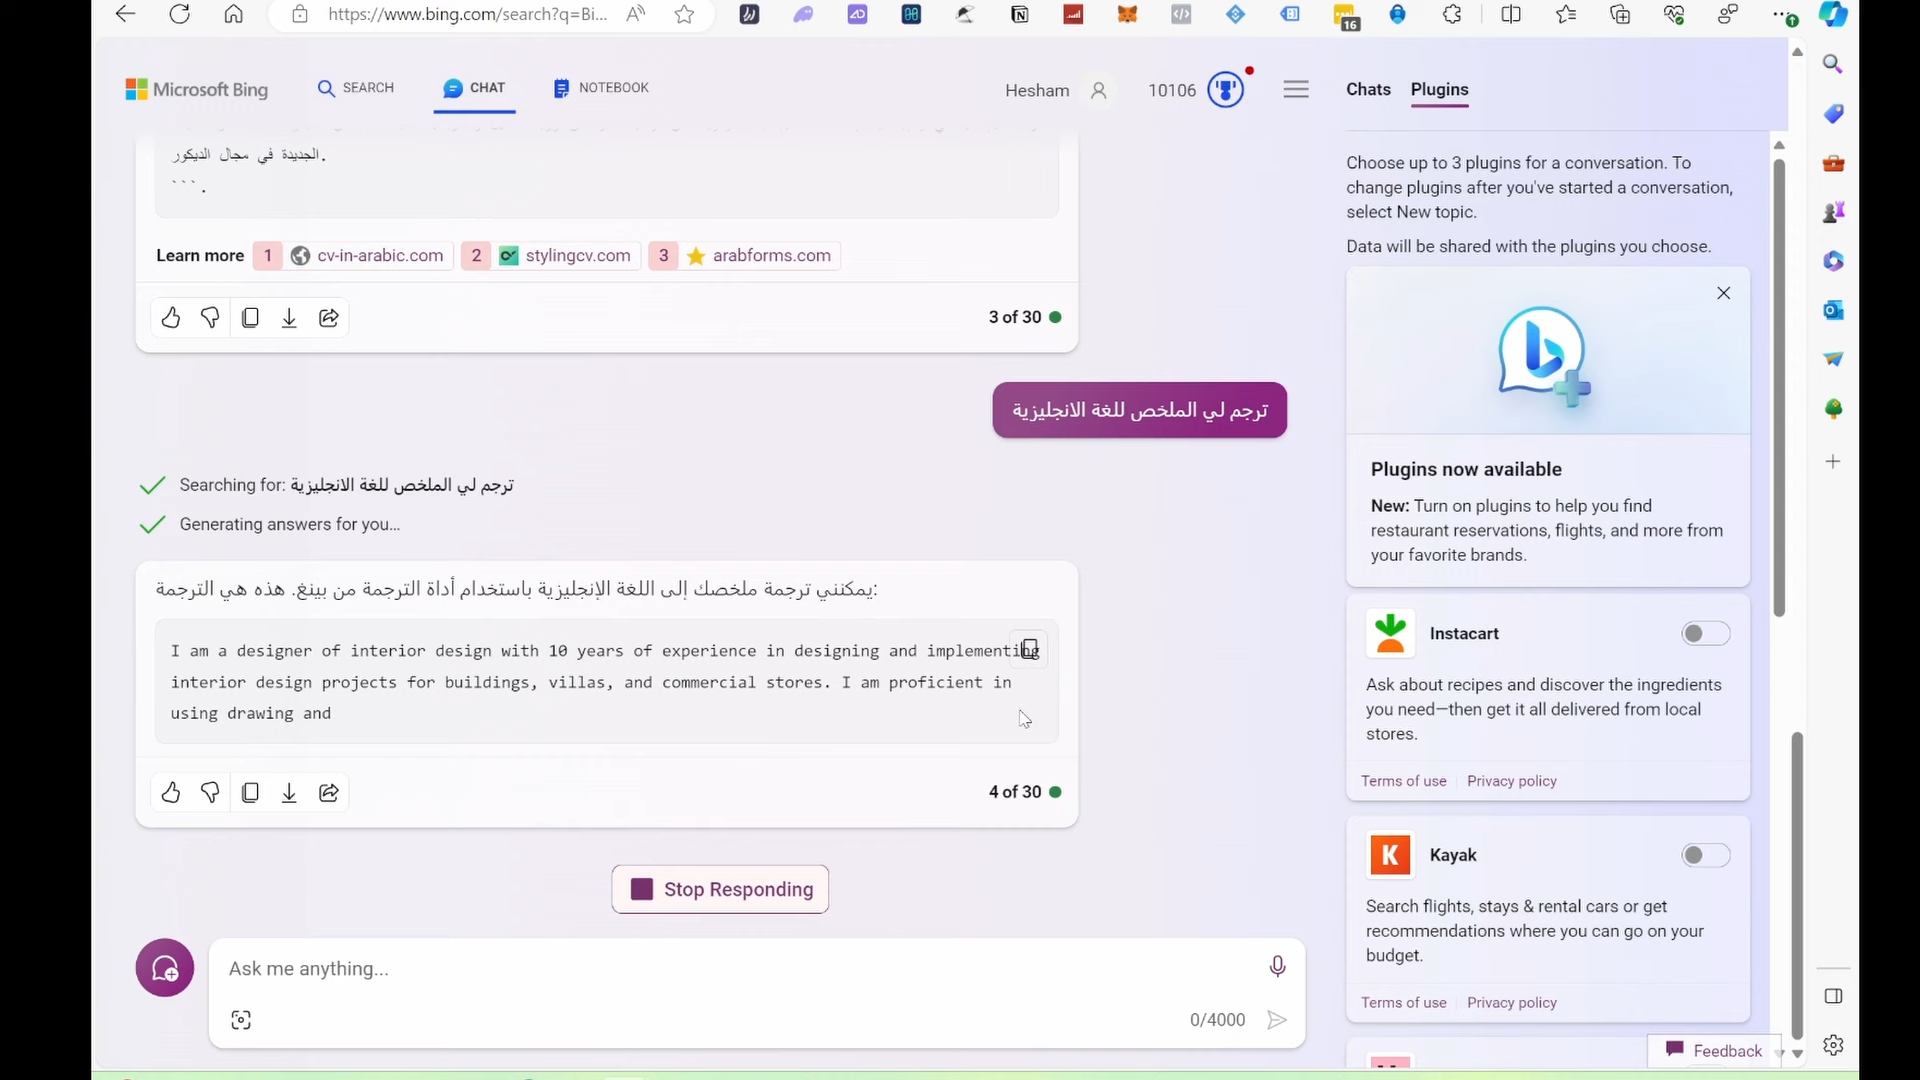 https://www.bing.com/search?q=Bi...
16
Microsoft Bing
SEARCH
CHAT
NOTEBOOK
Hesham
10106
Chats
Plugins
الجديدة في مجال الديكور.
```.
Learn more
1 cv-in-arabic.com
2 stylingcv.com
3 arabforms.com
3 of 30
ترجم لي الملخص للغة الانجليزية
Searching for: ترجم لي الملخص للغة الانجليزية
Generating answers for you...
يمكنني ترجمة ملخصك إلى اللغة الإنجليزية باستخدام أداة الترجمة من بينغ. هذه هي الترجمة:
I am a designer of interior design with 10 years of experience in designing and implementing
interior design projects for buildings, villas, and commercial stores. I am proficient in
using drawing and
4 of 30
Stop Responding
Ask me anything...
0/4000
Choose up to 3 plugins for a conversation. To
change plugins after you've started a conversation,
select New topic.
Data will be shared with the plugins you choose.
Plugins now available
New: Turn on plugins to help you find
restaurant reservations, flights, and more from
your favorite brands.
Instacart
Ask about recipes and discover the ingredients
you need—then get it all delivered from local
stores.
Terms of use
Privacy policy
K
Kayak
Search flights, stays & rental cars or get
recommendations where you can go on your
budget.
Terms of use
Privacy policy
Feedback